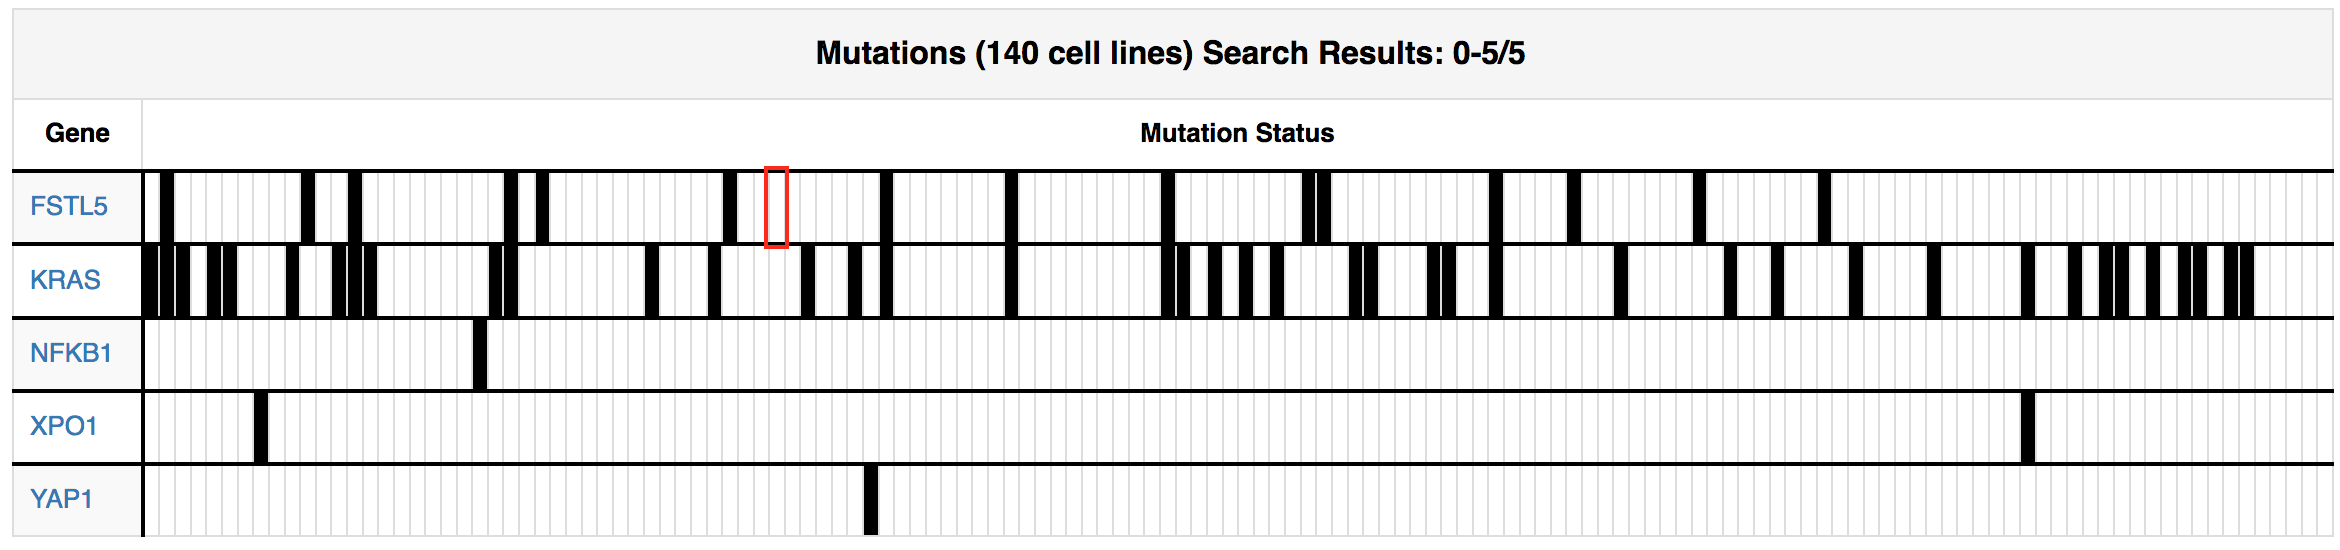 Mutations (140 cell lines) Search Results: 0-5/5
Gene Mutation Status
FSTL5
KRAS
NFKB1
XPO1
YAP1